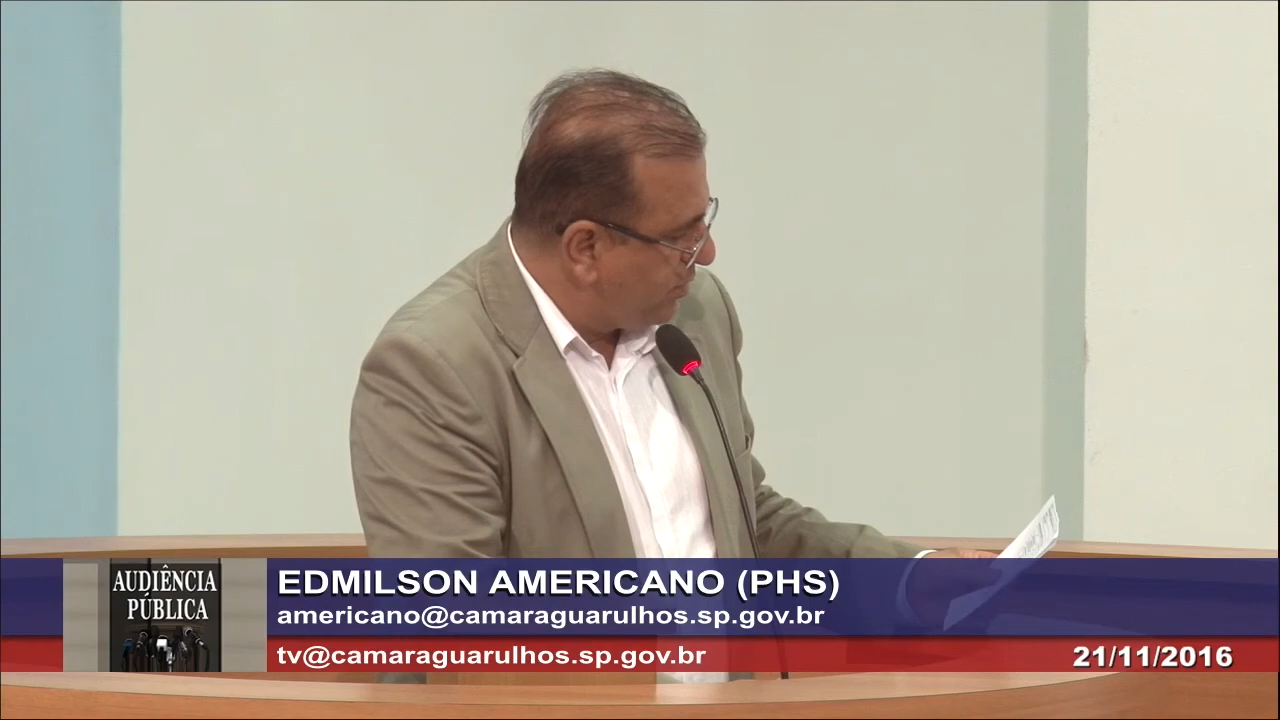 AUDIÊNCIA
PÚBLICA
EDMILSON AMERICANO (PHS)
americano@camaraguarulhos.sp.gov.br
tv@camaraguarulhos.sp.gov.br
21/11/2016